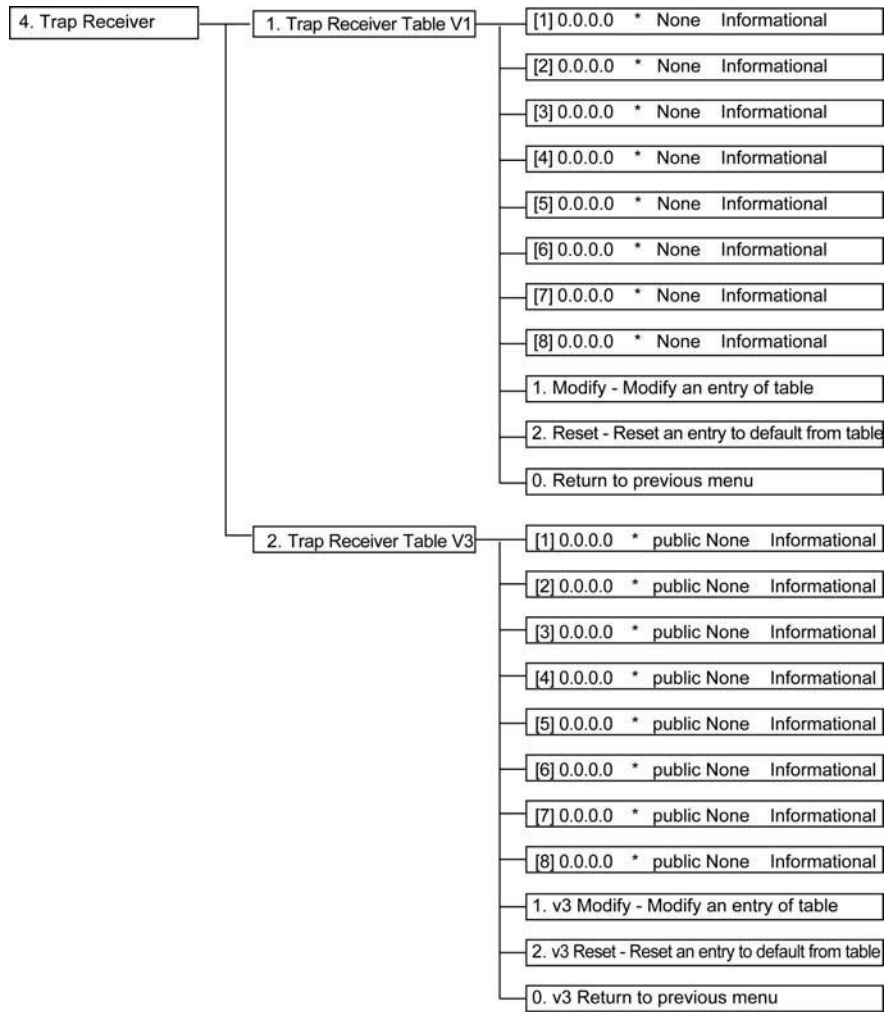 4. Trap Receiver
1. Trap Receiver Table V1
[1] 0.0.0.0 * None Informational
[2] 0.0.0.0 * None Informational
[3] 0.0.0.0 * None Informational
[4] 0.0.0.0 * None Informational
[5] 0.0.0.0 * None Informational
[6] 0.0.0.0 * None Informational
[7] 0.0.0.0 * None Informational
[8] 0.0.0.0 * None Informational
1. Modify - Modify an entry of table
2. Reset - Reset an entry to default from table
0. Return to previous menu
2. Trap Receiver Table V3
[1] 0.0.0.0 * public None Informational
[2] 0.0.0.0 * public None Informational
[3] 0.0.0.0 * public None Informational
[4] 0.0.0.0 * public None Informational
[5] 0.0.0.0 * public None Informational
[6] 0.0.0.0 * public None Informational
[7] 0.0.0.0 * public None Informational
[8] 0.0.0.0 * public None Informational
1. v3 Modify - Modify an entry of table
2. v3 Reset - Reset an entry to default from table
0. v3 Return to previous menu